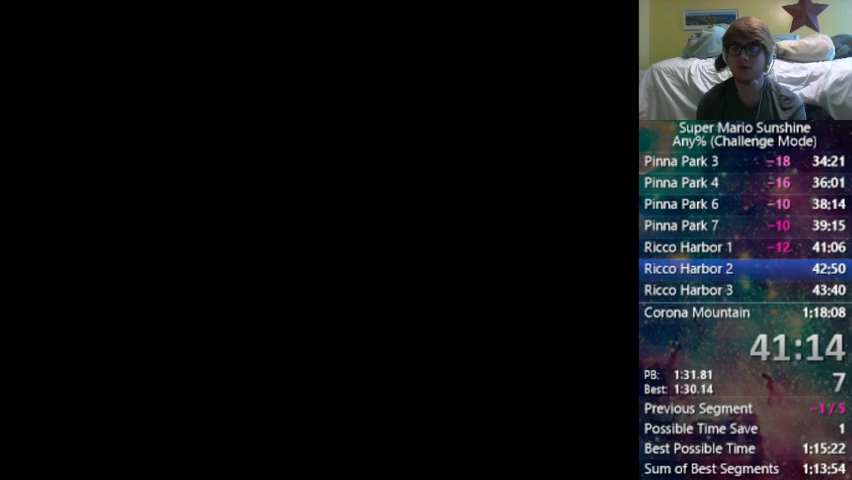 Super Mario Sunshine
Any% (Challenge Mode)
Pinna Park 3 -18 34:21
Pinna Park 4 -16 36:01
Pinna Park 6 -10 38:14
Pinna Park 7 -10 39:15
Ricco Harbor 1 -12 41:06
Ricco Harbor 2 42:50
Ricco Harbor 3 43:40
Corona Mountain 1:18:08
41:14
PB: 1:31.81
7
Best: 1:30.14
Previous Segment -1 / 5
Possible Time Save 1
Best Possible Time 1:15:22
Sum of Best Segments 1:13:54